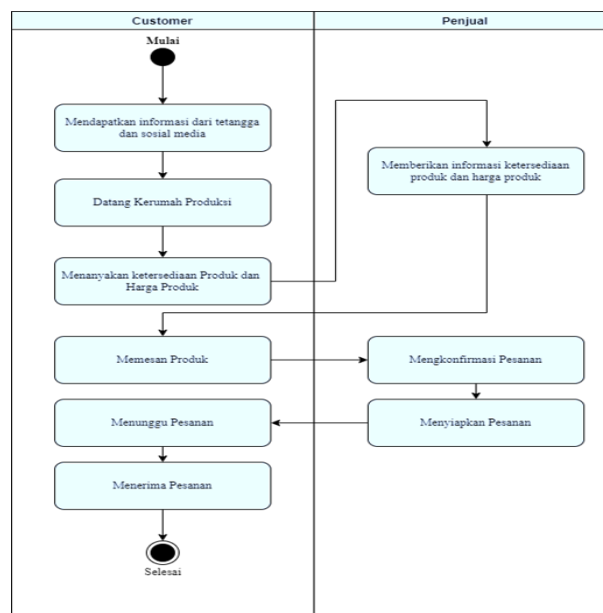 Customer
Penjual
Mulai
Mendapatkan informasi dari tetangga
dan sosial media
Memberikan informasi ketersediaan
produk dan harga produk
Datang Kerumah Produksi
Menanyakan ketersediaan Produk dan
Harga Produk
Memesan Produk
Mengkonfirmasi Pesanan
Menunggu Pesanan
Menyiapkan Pesanan
Menerima Pesanan
Selesai